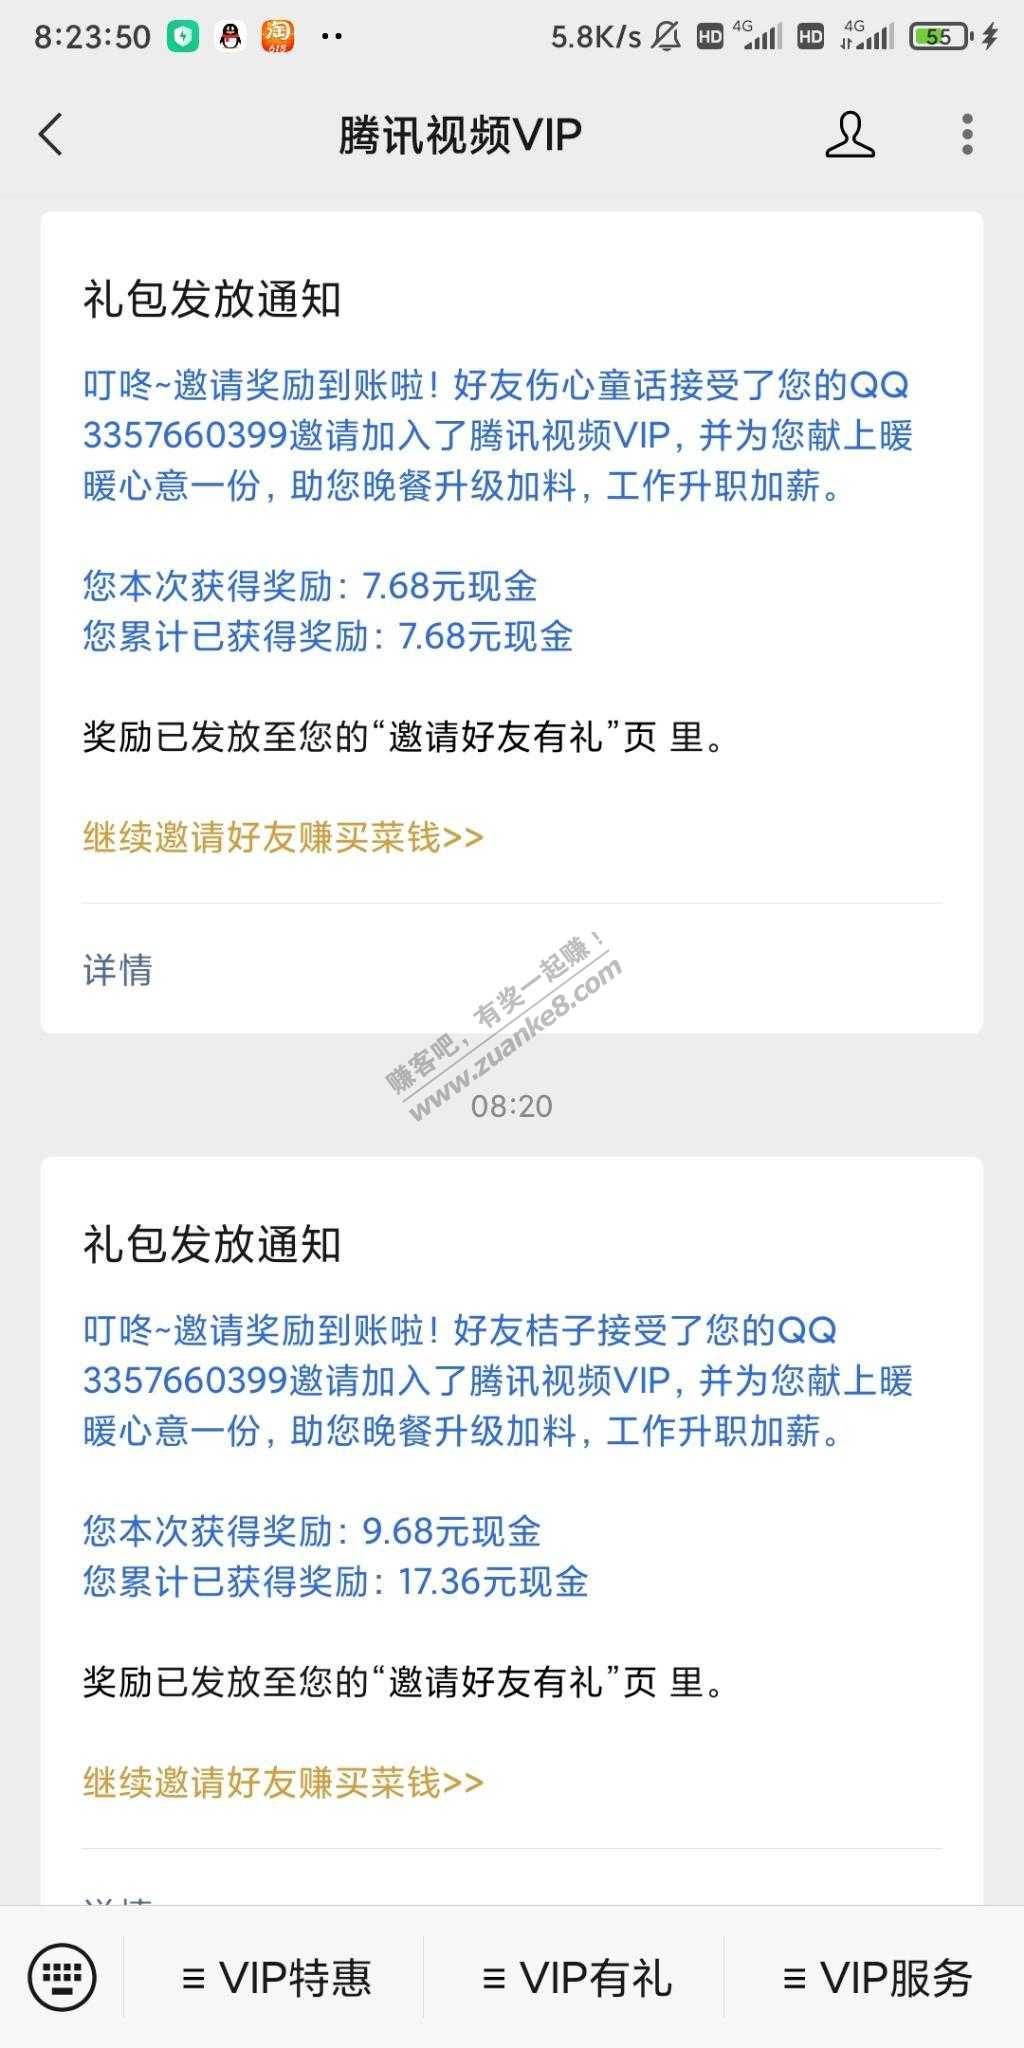 8:23:50
淘
618
5.8K/s
HD
4G
HD
4G
55
腾讯视频VIP
礼包发放通知
叮咚~邀请奖励到账啦！好友伤心童话接受了您的QQ
3357660399邀请加入了腾讯视频VIP，并为您献上暖
暖心意一份，助您晚餐升级加料，工作升职加薪。
您本次获得奖励：7.68元现金
您累计已获得奖励：7.68元现金
奖励已发放至您的“邀请好友有礼”页 里。
继续邀请好友赚买菜钱>>
详情
赚客吧，有奖一起赚！
www.zuanke8.com
08:20
礼包发放通知
叮咚~邀请奖励到账啦！好友桔子接受了您的QQ
3357660399邀请加入了腾讯视频VIP，并为您献上暖
暖心意一份，助您晚餐升级加料，工作升职加薪。
您本次获得奖励：9.68元现金
您累计已获得奖励：17.36元现金
奖励已发放至您的“邀请好友有礼”页 里。
继续邀请好友赚买菜钱>>
VIP特惠
VIP有礼
VIP服务